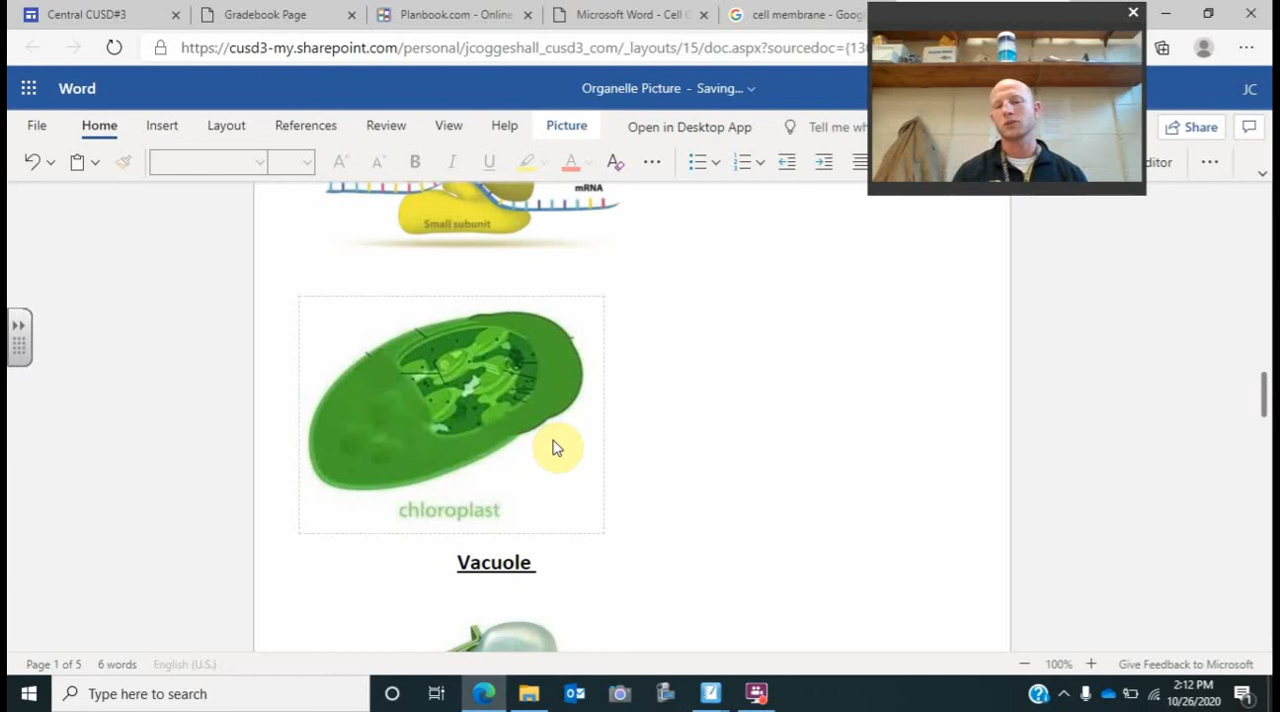 Central CUSD#3
Gradebook Page
Planbook.com - Online
Microsoft Word - Cell
cell membrane - Goog
https://cusd3-my.sharepoint.com/personal/jcoggeshall_cusd3_com/_layouts/15/doc.aspx?sourcedoc={13
Word
Organelle Picture - Saving...
JC
File
Home
Insert
Layout
References
Review
View
Help
Picture
Open in Desktop App
Tell me wh
Share
B
I
U
A
ditor
mRNA
Small subunit
chloroplast
Vacuole
Page 1 of 5
6 words
English (U.S.)
100%
Give Feedback to Microsoft
Type here to search
2:12 PM
10/26/2020
1